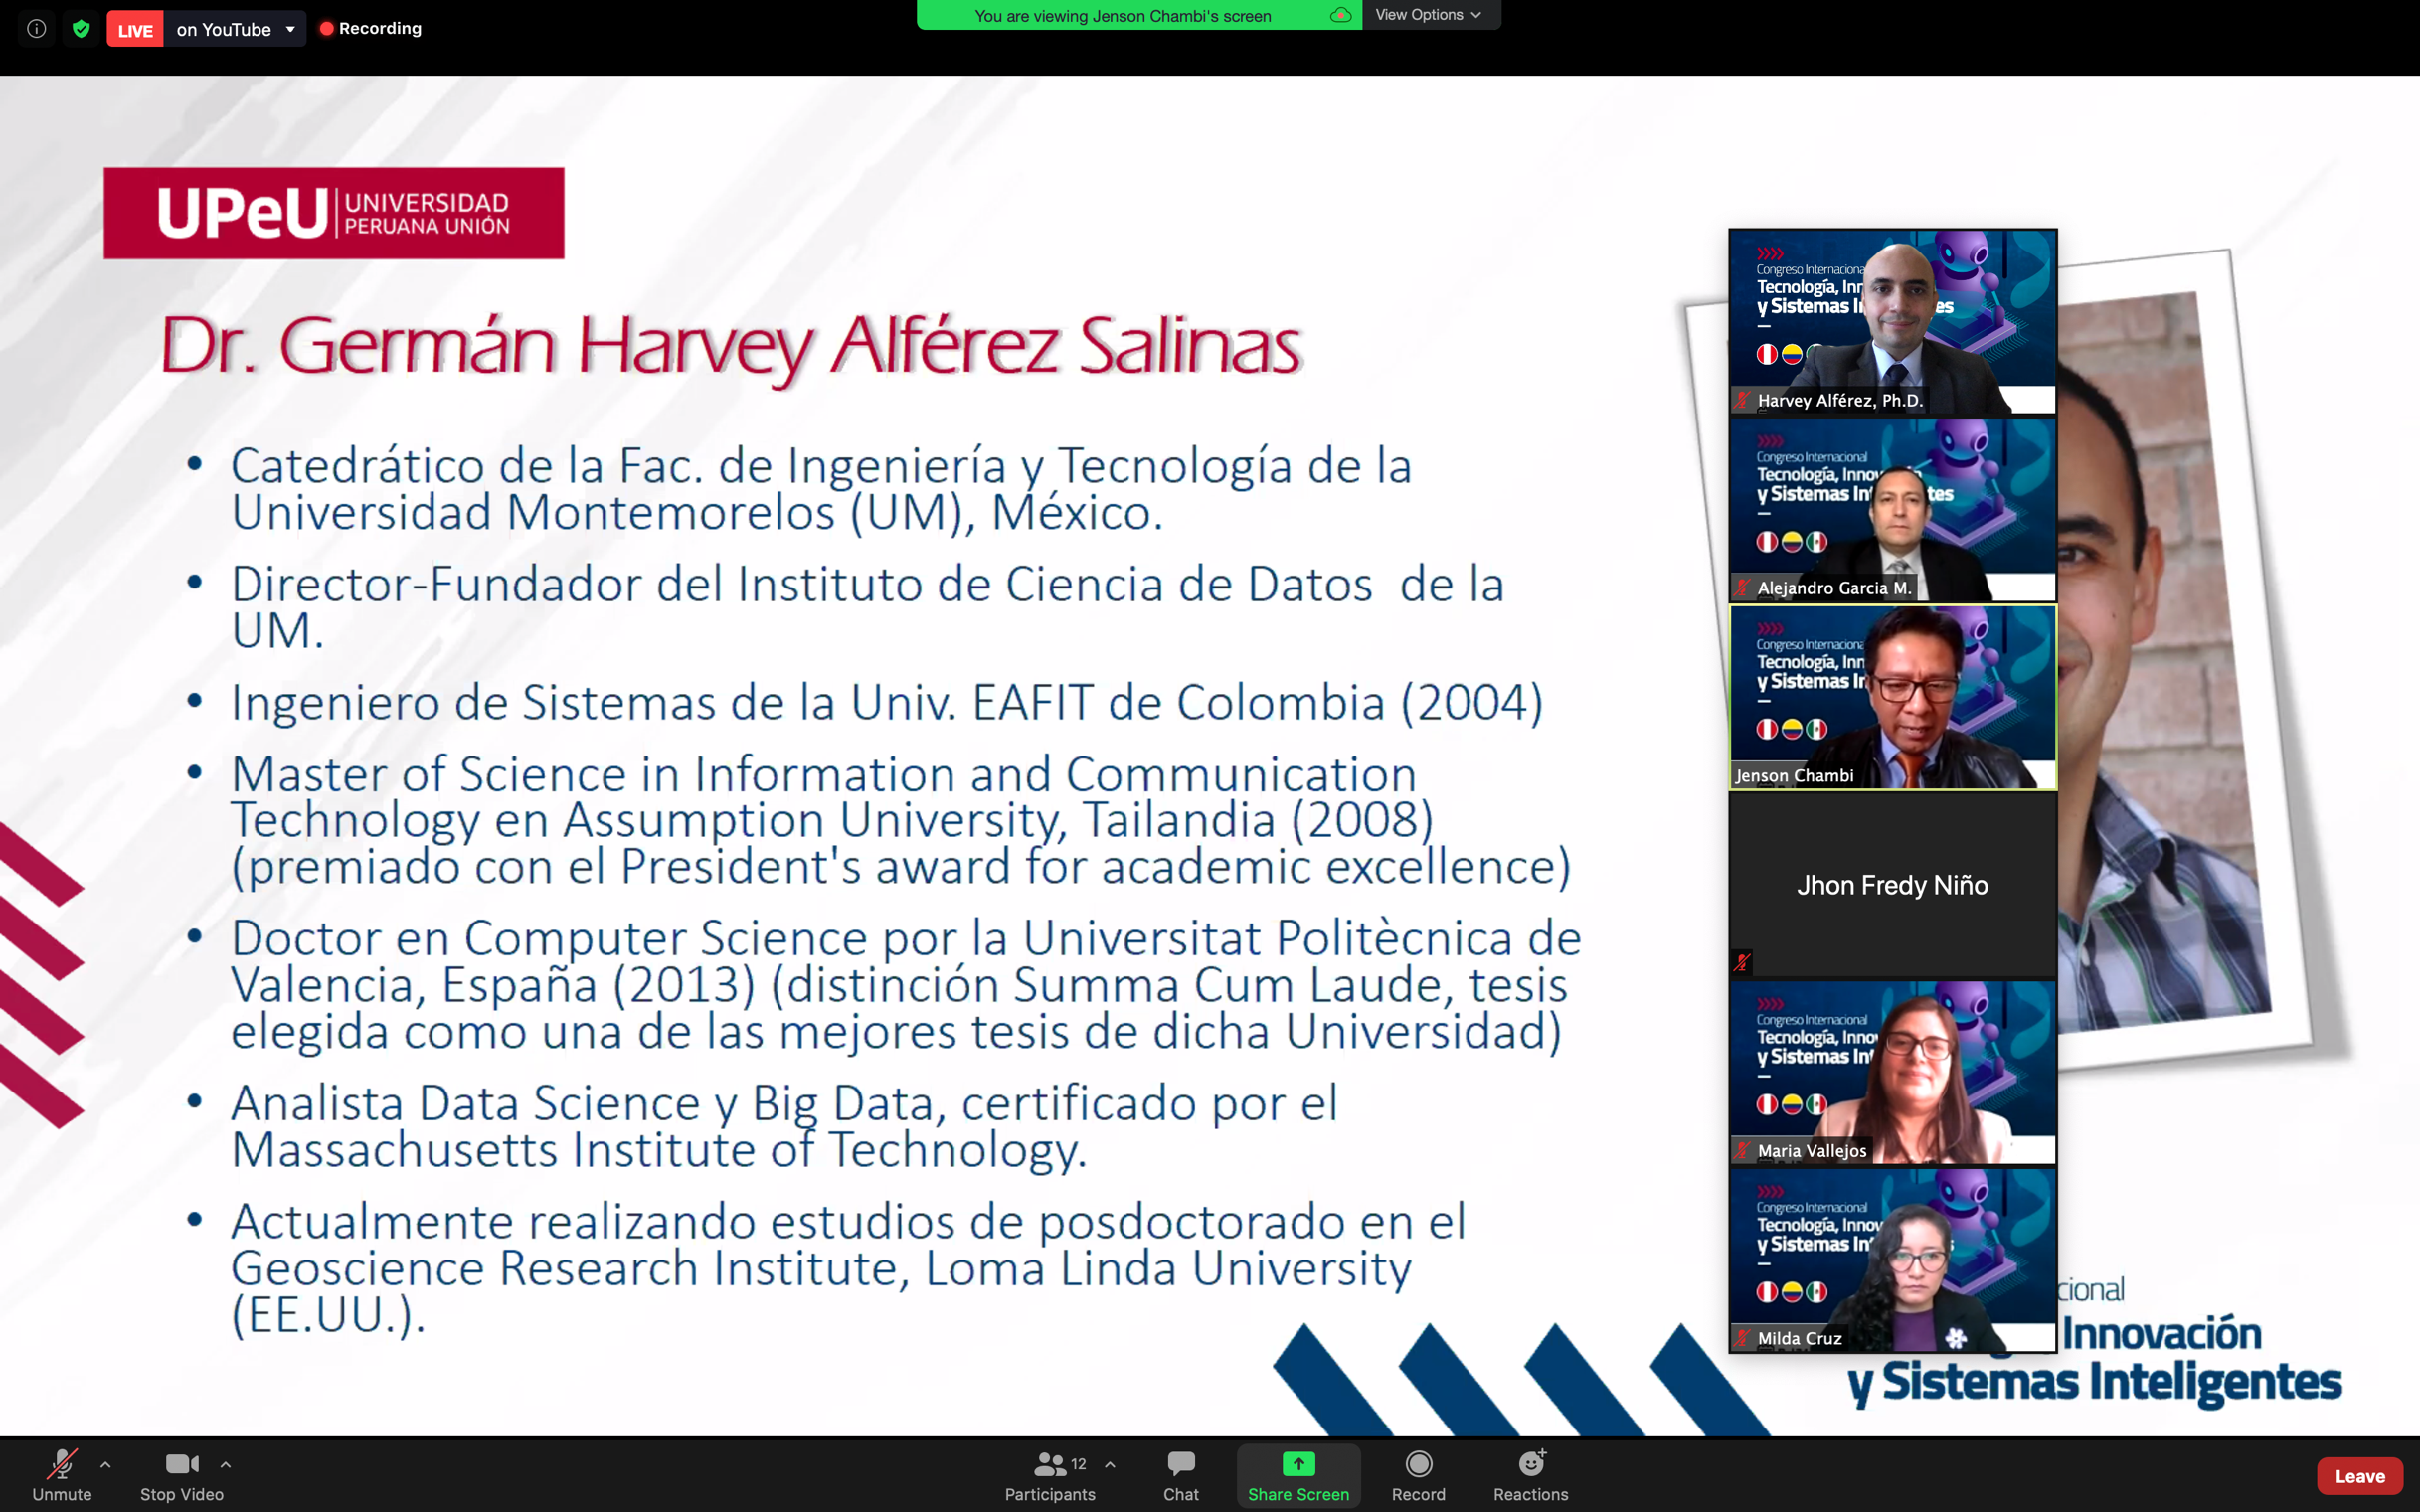 LIVE on YouTube
Recording
You are viewing Jenson Chambi's screen
View Options
UPeU UNIVERSIDAD
PERUANA UNIÓN
Dr. Germán Harvey Alférez Salinas
• Catedrático de la Fac. de Ingeniería y Tecnología de la
Universidad Montemorelos (UM), México.
• Director-Fundador del Instituto de Ciencia de Datos de la
UM.
• Ingeniero de Sistemas de la Univ. EAFIT de Colombia (2004)
• Master of Science in Information and Communication
Technology en Assumption University, Tailandia (2008)
(premiado con el President's award for academic excellence)
• Doctor en Computer Science por la Universitat Politècnica de
Valencia, España (2013) (distinción Summa Cum Laude, tesis
elegida como una de las mejores tesis de dicha Universidad)
• Analista Data Science y Big Data, certificado por el
Massachusetts Institute of Technology.
• Actualmente realizando estudios de posdoctorado en el
Geoscience Research Institute, Loma Linda University
(EE.UU.).
Congreso Internaciona
Tecnología, Inn
y Sistemas I es
Harvey Alférez, Ph.D.
Congreso Internacional
Tecnología, Innov
y Sistemas In tes
Alejandro Garcia M.
Congreso Internaciona
Tecnología, Inn
y Sistemas I
Jenson Chambi
Jhon Fredy Niño
Congreso Internacional
Tecnología, Inno
y Sistemas Int
Maria Vallejos
Congreso Internacional
Tecnología, Innov
y Sistemas In
Milda Cruz
cional
Innovación
y Sistemas Inteligentes
Unmute
Stop Video
12
Participants
Chat
Share Screen
Record
Reactions
Leave